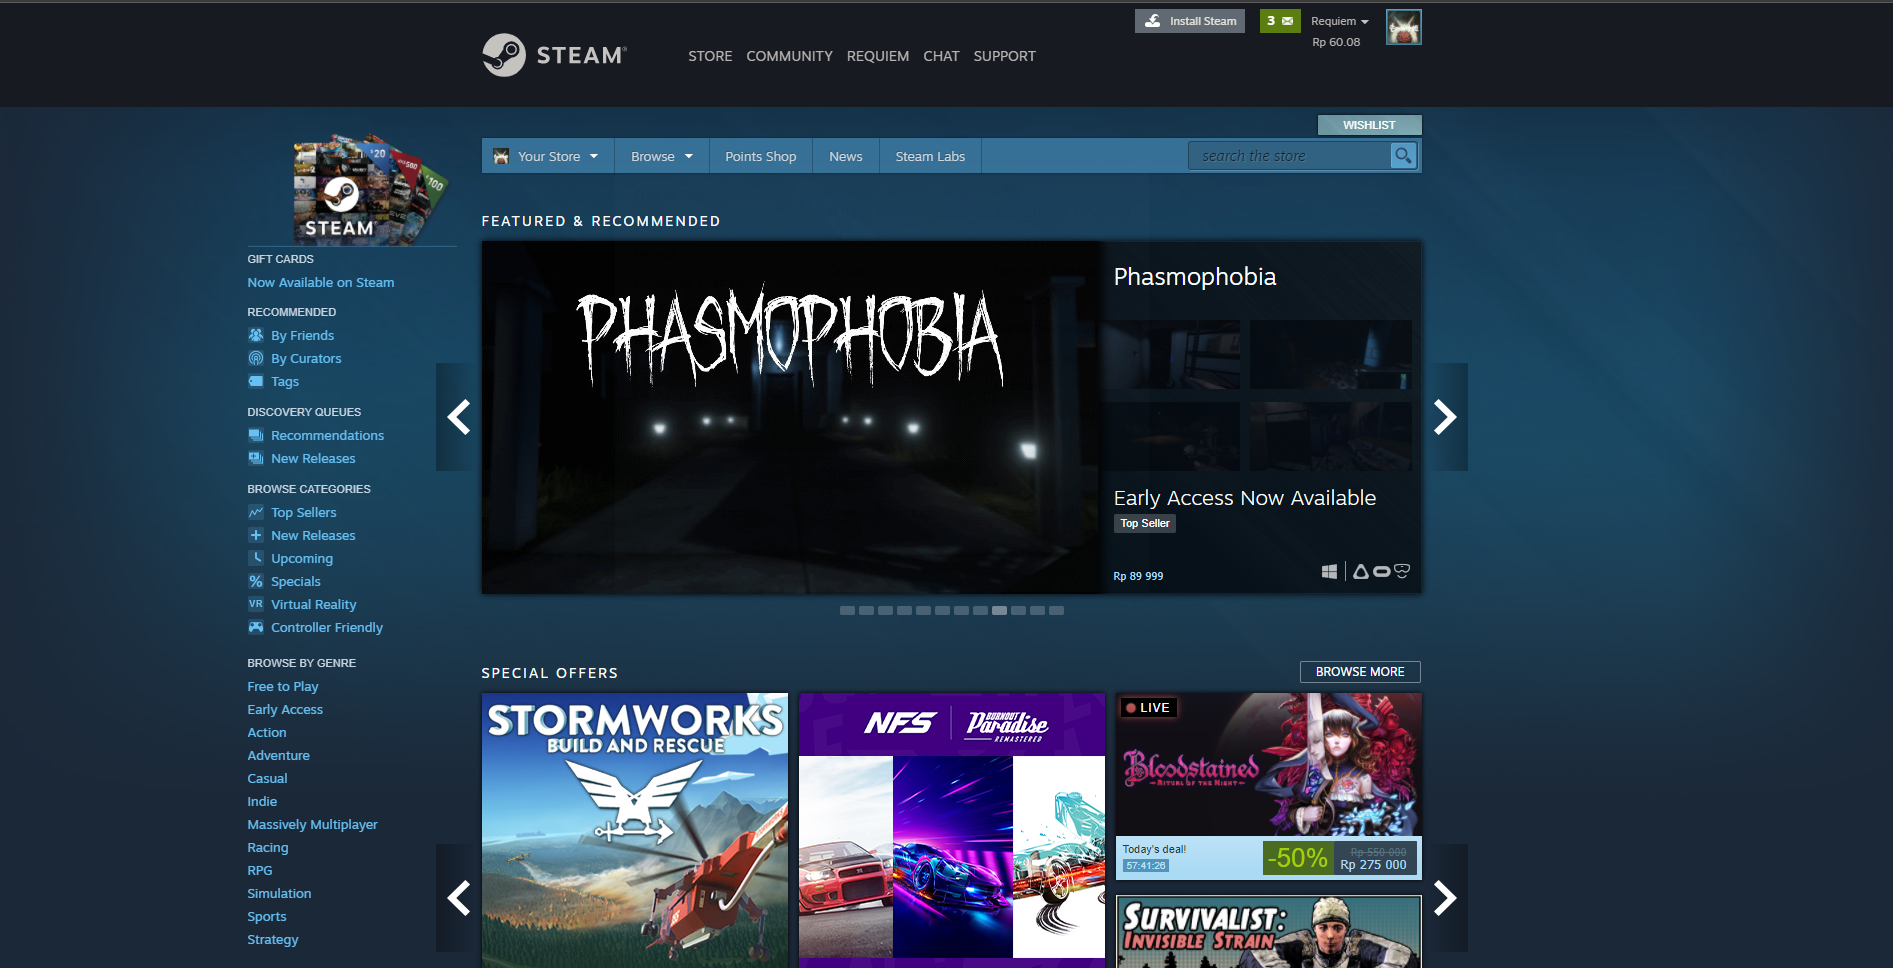 Install Steam
3
Requiem
Rp 60.08
STEAM®
STORE
COMMUNITY
REQUIEM
CHAT
SUPPORT
WISHLIST
Your Store
Browse
Points Shop
News
Steam Labs
search the store
STEAM
GIFT CARDS
Now Available on Steam
RECOMMENDED
By Friends
By Curators
Tags
DISCOVERY QUEUES
Recommendations
New Releases
BROWSE CATEGORIES
Top Sellers
New Releases
Upcoming
Specials
VR Virtual Reality
Controller Friendly
BROWSE BY GENRE
Free to Play
Early Access
Action
Adventure
Casual
Indie
Massively Multiplayer
Racing
RPG
Simulation
Sports
Strategy
FEATURED & RECOMMENDED
PHASMOPHOBIA
Phasmophobia
Early Access Now Available
Top Seller
Rp 89 999
SPECIAL OFFERS
BROWSE MORE
STORMWORKS
BUILD AND RESCUE
NFS
BURNOUT
Paradise
REMASTERED
LIVE
Bloodstained
RITUAL OF THE NIGHT
Today's deal!
57:41:26
-50%
Rp 550 000
Rp 275 000
SURVIVALIST:
INVISIBLE STRAIN